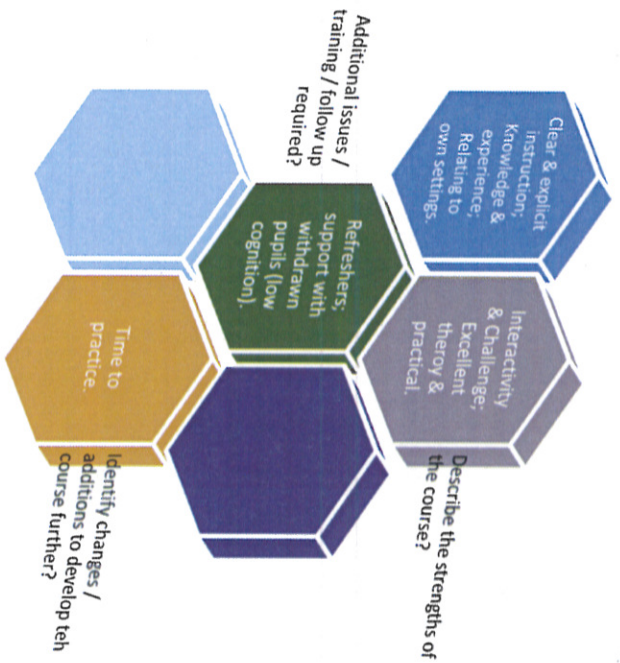 Clear & explicit
instruction;
Knowledge &
experience;
Relating to
own settings.
Interactivity
& Challenge;
Excellent
theroy &
practical.
Describe the strengths of
the course?
Additional issues /
training / follow up
required?
Refreshers;
support with
withdrawn
pupils (low
cognition).
Time to
practice.
Identify changes /
additions to develop teh
course further?